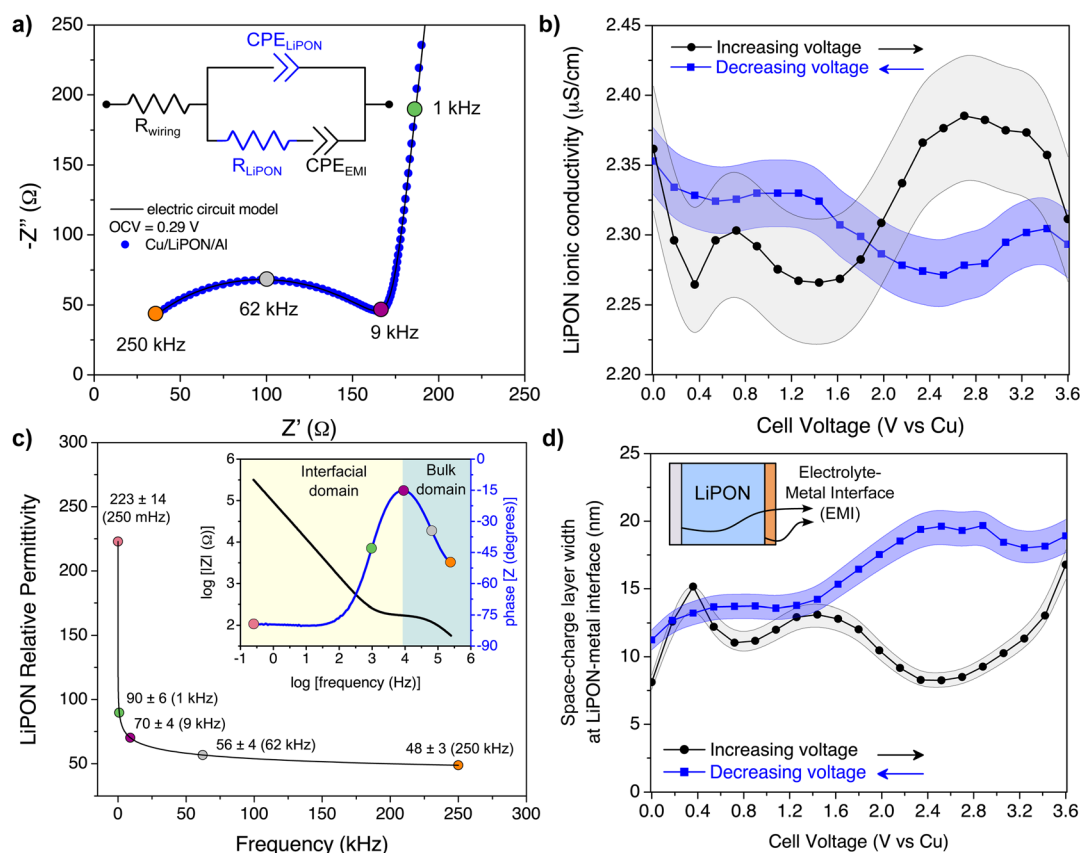 a)
250
200
150
100
50
0
-Z″ (Ω)
CPE_LiPON
R_wiring
R_LiPON
CPE_EMI
1 kHz
electric circuit model
OCV = 0.29 V
Cu/LiPON/Al
250 kHz
62 kHz
9 kHz
0 50 100 150 200 250
Z' (Ω)
b)
2.45
2.40
2.35
2.30
2.25
2.20
LiPON ionic conductivity (µS/cm)
Increasing voltage
Decreasing voltage
0.0 0.4 0.8 1.2 1.6 2.0 2.4 2.8 3.2 3.6
Cell Voltage (V vs Cu)
c)
300
250
200
150
100
50
LiPON Relative Permittivity
223 ± 14
(250 mHz)
90 ± 6 (1 kHz)
70 ± 4 (9 kHz)
56 ± 4 (62 kHz)
48 ± 3 (250 kHz)
0 50 100 150 200 250
Frequency (kHz)
Interfacial
domain
Bulk
domain
6
5
4
3
2
log [|Z| (Ω)]
0
-15
-30
-45
-60
-75
-90
phase [Z (degrees)]
-1 0 1 2 3 4 5 6
log [frequency (Hz)]
d)
25
20
15
10
5
0
Space-charge layer width
at LiPON-metal interface (nm)
LiPON
Electrolyte-
Metal Interface
(EMI)
Increasing voltage
Decreasing voltage
0.0 0.4 0.8 1.2 1.6 2.0 2.4 2.8 3.2 3.6
Cell Voltage (V vs Cu)